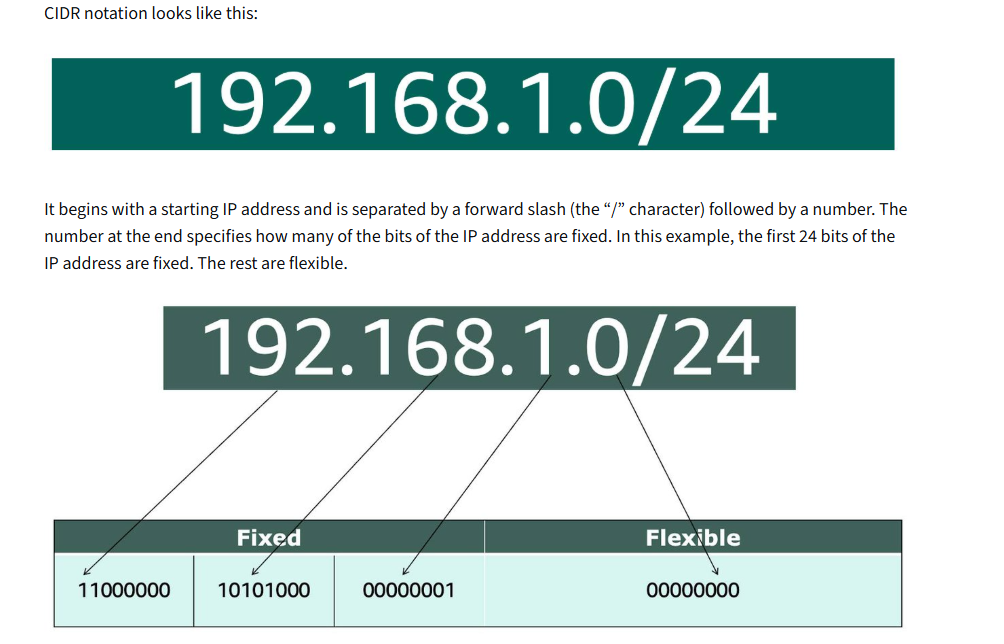 CIDR notation looks like this:
192.168.1.0/24
It begins with a starting IP address and is separated by a forward slash (the “/” character) followed by a number. The
number at the end specifies how many of the bits of the IP address are fixed. In this example, the first 24 bits of the
IP address are fixed. The rest are flexible.
192.168.1.0/24
Fixed Flexible
11000000 10101000 00000001 00000000